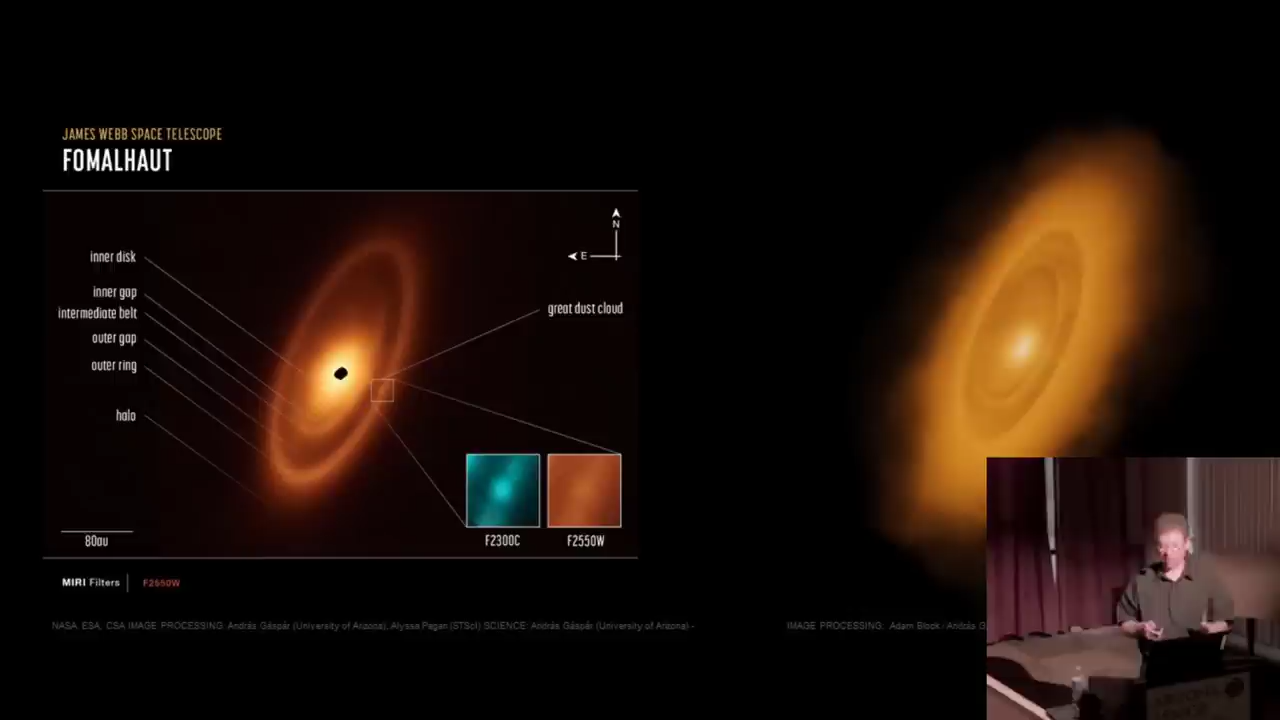 JAMES WEBB SPACE TELESCOPE
FOMALHAUT
N
E
inner disk
inner gap
great dust cloud
intermediate belt
outer gap
outer ring
halo
80au
F2300C
F2550W
MIRI Filters
F2550W
NASA, ESA, CSA IMAGE PROCESSING: András Gáspár (University of Arizona), Alyssa Pagan (STScI) SCIENCE: András Gáspár (University of Arizona) -
IMAGE PROCESSING: Adam Block / András G